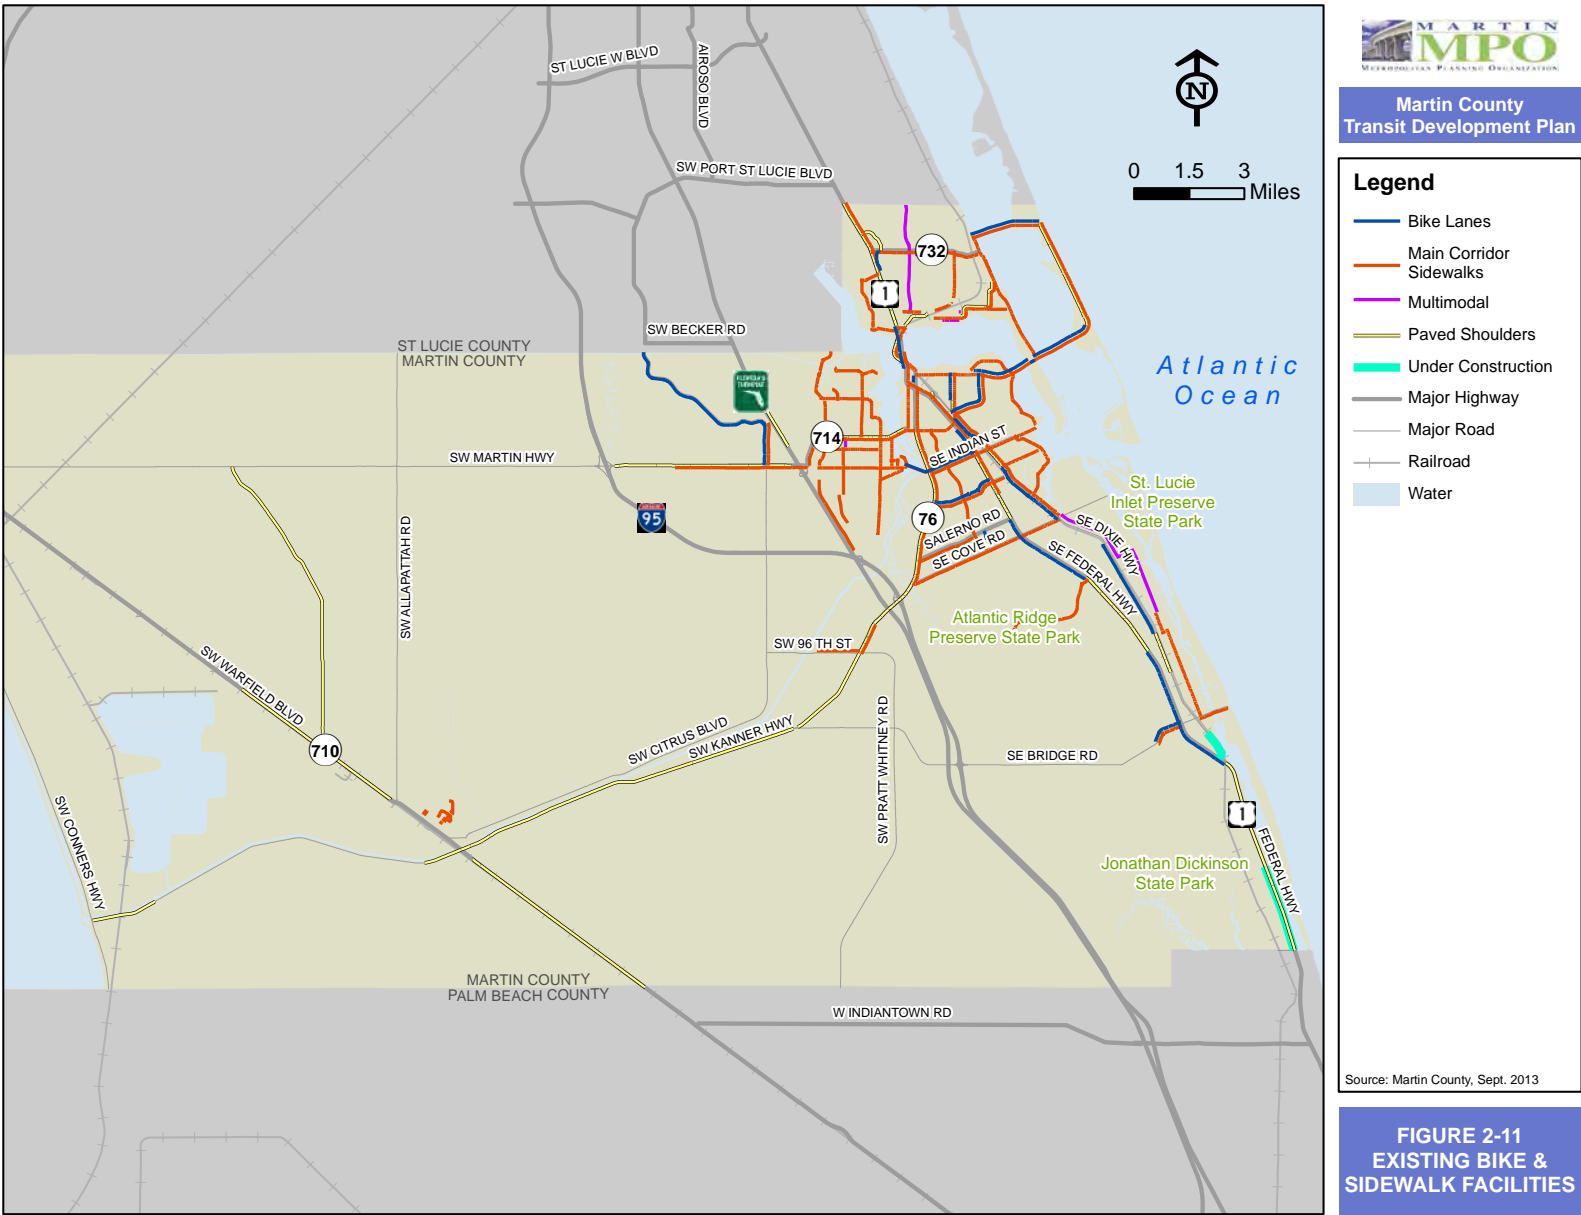 ST LUCIE W BLVD
AIROSO BLVD
SW PORT ST LUCIE BLVD
N
0 1.5 3
Miles
732
1
SW BECKER RD
ST LUCIE COUNTY
MARTIN COUNTY
FLORIDA'S
TURNPIKE
Atlantic
Ocean
714
SW MARTIN HWY
SE INDIAN ST
St. Lucie
Inlet Preserve
State Park
95
76
SALERNO RD
SE COVE RD
SE DIXIE HWY
SE FEDERAL HWY
SW ALLAPATTAH RD
Atlantic Ridge
Preserve State Park
SW 96 TH ST
SW WARFIELD BLVD
710
SW CITRUS BLVD
SW KANNER HWY
SW PRATT WHITNEY RD
SE BRIDGE RD
SW CONNERS HWY
1
FEDERAL HWY
Jonathan Dickinson
State Park
MARTIN COUNTY
PALM BEACH COUNTY
W INDIANTOWN RD
MARTIN
MPO
METROPOLITAN PLANNING ORGANIZATION
Martin County
Transit Development Plan
Legend
Bike Lanes
Main Corridor
Sidewalks
Multimodal
Paved Shoulders
Under Construction
Major Highway
Major Road
Railroad
Water
Source: Martin County, Sept. 2013
FIGURE 2-11
EXISTING BIKE &
SIDEWALK FACILITIES